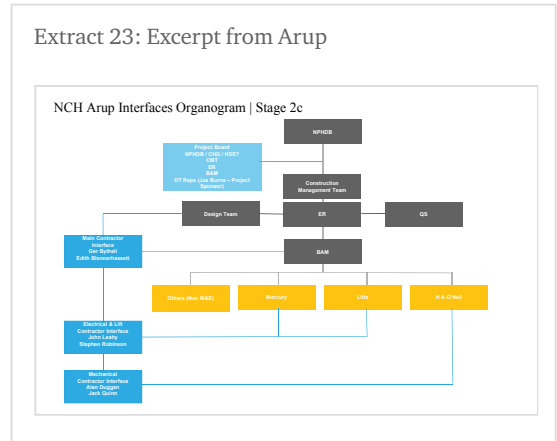 Extract 23: Excerpt from Arup
NCH Arup Interfaces Organogram | Stage 2c
NPHDB
Project Board
NPHDB / CHG / HSE?
CMT
ER
BAM
DT Reps (Joe Burns – Project
Sponsor)
Construction
Management Team
Design Team
ER
QS
Main Contractor
Interface
Ger Bythell
Edith Blennerhassett
BAM
Others (Non MSE)
Mercury
Lifts
H A O'Neil
Electrical & Lift
Contractor Interface
John Leahy
Stephen Robinson
Mechanical
Contractor Interface
Alan Duggan
Jack Quinn